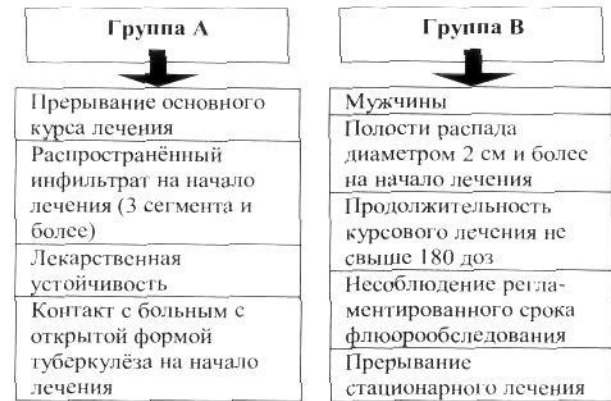 Группа А
Прерывание основного
курса лечения
Распространённый
инфильтрат на начало
лечения (3 сегмента и
более)
Лекарственная
устойчивость
Контакт с больным с
открытой формой
туберкулёза на начало
лечения
Группа В
Мужчины
Полости распада
диаметром 2 см и более
на начало лечения
Продолжительность
курсового лечения не
свыше 180 доз
Несоблюдение регла-
ментированного срока
флюорообследования
Прерывание
стационарного лечения